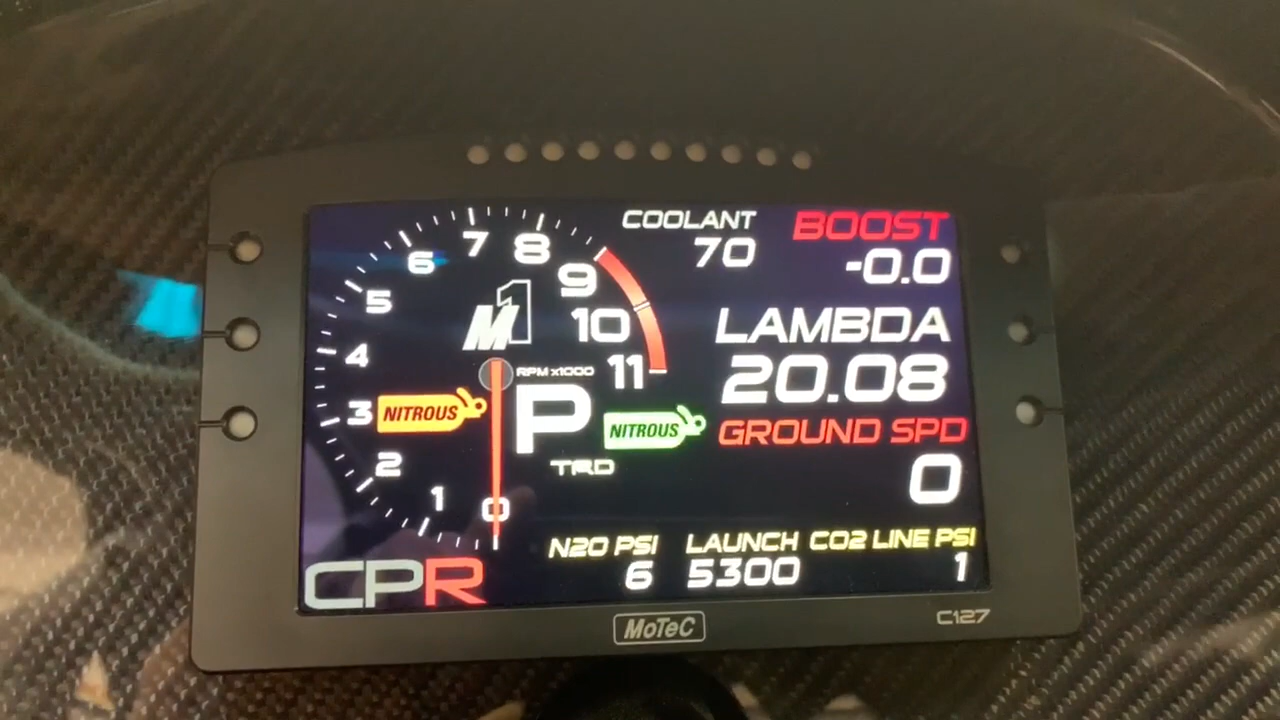 COOLANT
70
BOOST
-0.0
7
8
6
9
5
M1
10
LAMBDA
20.08
4
RPM x1000
11
3
NITROUS
P
NITROUS
GROUND SPD
0
2
TRD
1
0
N2O PSI
6
LAUNCH
5300
CO2 LINE PSI
1
CPR
MoTeC
C127